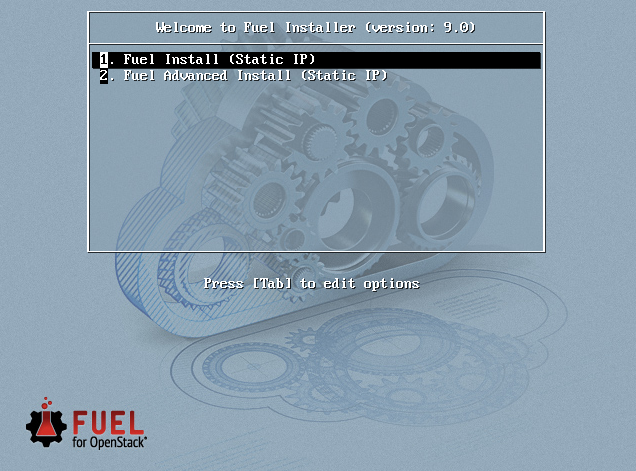 Welcome to Fuel Installer (version: 9.0)
1. Fuel Install (Static IP)
2. Fuel Advanced Install (Static IP)
Press [Tab] to edit options
FUEL
for OpenStack®